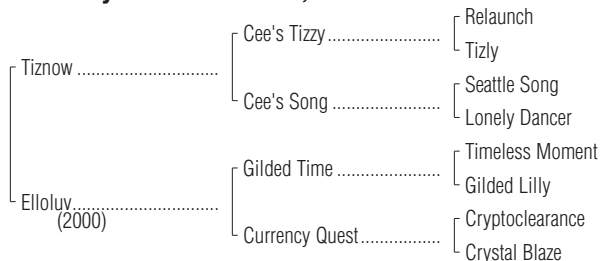 Relaunch
Cee's Tizzy
Tizly
Tiznow
Seattle Song
Cee's Song
Lonely Dancer
Timeless Moment
Gilded Time
Gilded Lilly
Elloluv
(2000)
Cryptoclearance
Currency Quest
Crystal Blaze